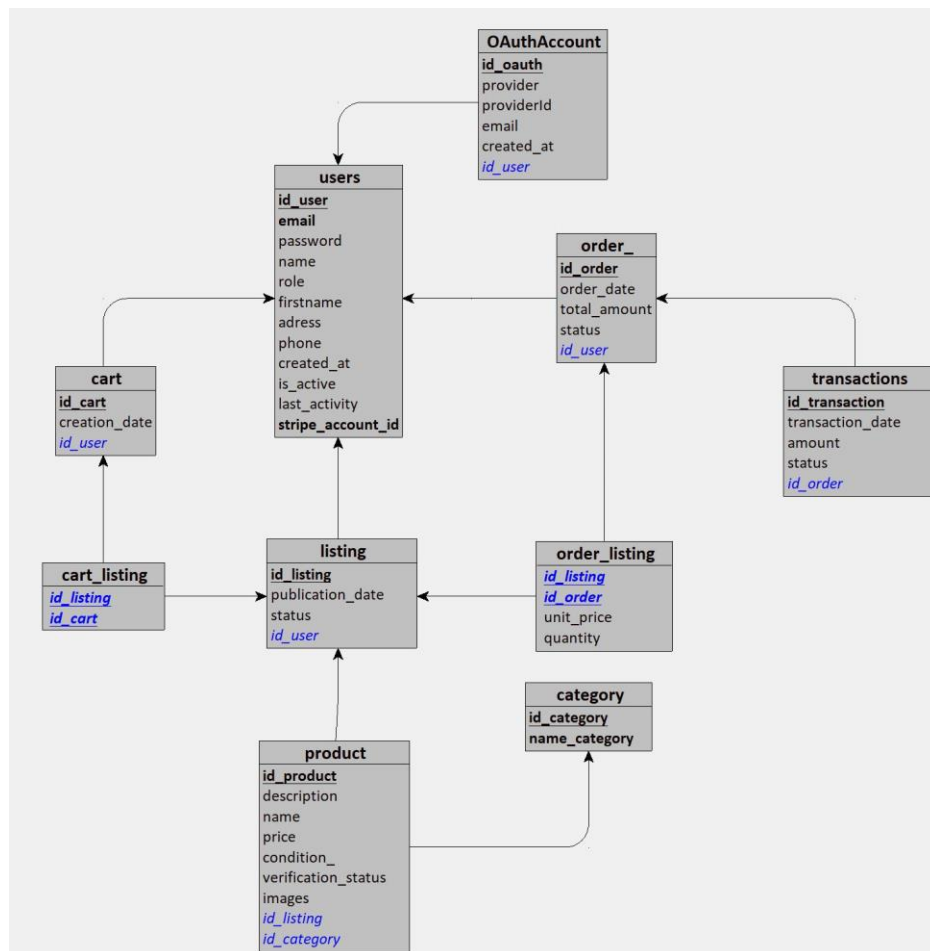 OAuthAccount
id_oauth
provider
providerId
email
created_at
id_user
users
id_user
email
password
name
role
firstname
adress
phone
created_at
is_active
last_activity
stripe_account_id
order_
id_order
order_date
total_amount
status
id_user
cart
id_cart
creation_date
id_user
transactions
id_transaction
transaction_date
amount
status
id_order
cart_listing
id_listing
id_cart
listing
id_listing
publication_date
status
id_user
order_listing
id_listing
id_order
unit_price
quantity
category
id_category
name_category
product
id_product
description
name
price
condition_
verification_status
images
id_listing
id_category